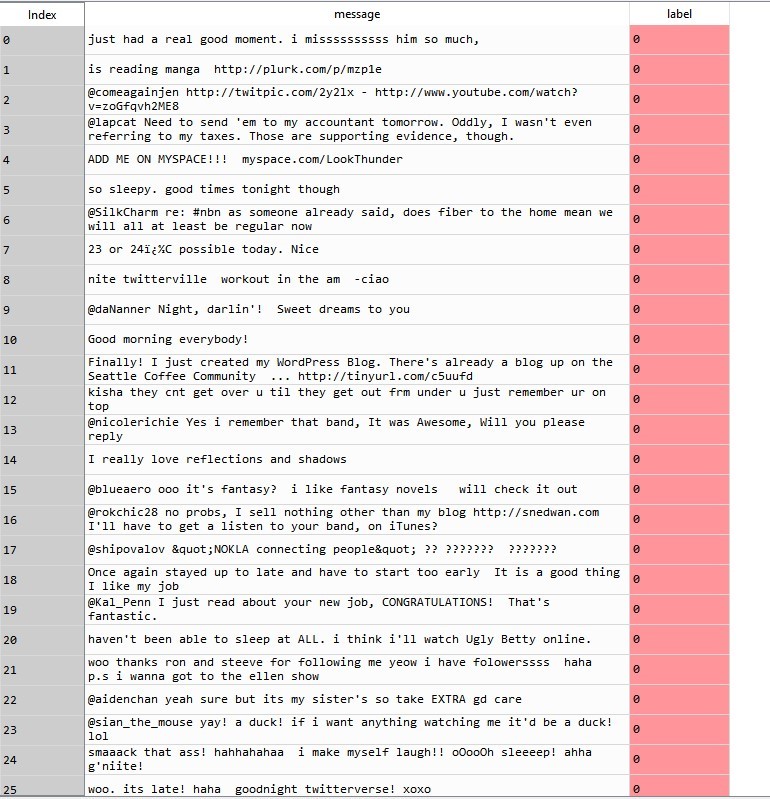 Index message label
0 just had a real good moment. i missssssssss him so much, 0
1 is reading manga http://plurk.com/p/mzp1e 0
2 @comeagainjen http://twitpic.com/2y2lx - http://www.youtube.com/watch?
v=zoGfqvh2ME8 0
3 @lapcat Need to send 'em to my accountant tomorrow. Oddly, I wasn't even
referring to my taxes. Those are supporting evidence, though. 0
4 ADD ME ON MYSPACE!!! myspace.com/LookThunder 0
5 so sleepy. good times tonight though 0
6 @SilkCharm re: #nbn as someone already said, does fiber to the home mean we
will all at least be regular now 0
7 23 or 24ï¿½C possible today. Nice 0
8 nite twitterville workout in the am -ciao 0
9 @daNanner Night, darlin'! Sweet dreams to you 0
10 Good morning everybody! 0
11 Finally! I just created my WordPress Blog. There's already a blog up on the
Seattle Coffee Community ... http://tinyurl.com/c5uufd 0
12 kisha they cnt get over u til they get out frm under u just remember ur on
top 0
13 @nicolerichie Yes i remember that band, It was Awesome, Will you please
reply 0
14 I really love reflections and shadows 0
15 @blueaero ooo it's fantasy? i like fantasy novels will check it out 0
16 @rokchic28 no probs, I sell nothing other than my blog http://snedwan.com
I'll have to get a listen to your band, on iTunes? 0
17 @shipovalov &quot;NOKLA connecting people&quot; ?? ??????? ??????? 0
18 Once again stayed up to late and have to start too early It is a good thing
I like my job 0
19 @Kal_Penn I just read about your new job, CONGRATULATIONS! That's
fantastic. 0
20 haven't been able to sleep at ALL. i think i'll watch Ugly Betty online. 0
21 woo thanks ron and steeve for following me yeow i have folowerssss haha
p.s i wanna got to the ellen show 0
22 @aidenchan yeah sure but its my sister's so take EXTRA gd care 0
23 @sian_the_mouse yay! a duck! if i want anything watching me it'd be a duck!
lol 0
24 smaaack that ass! hahhahahaa i make myself laugh!! oOooOh sleeeep! ahha
g'niite! 0
25 woo. its late! haha goodnight twitterverse! xoxo 0